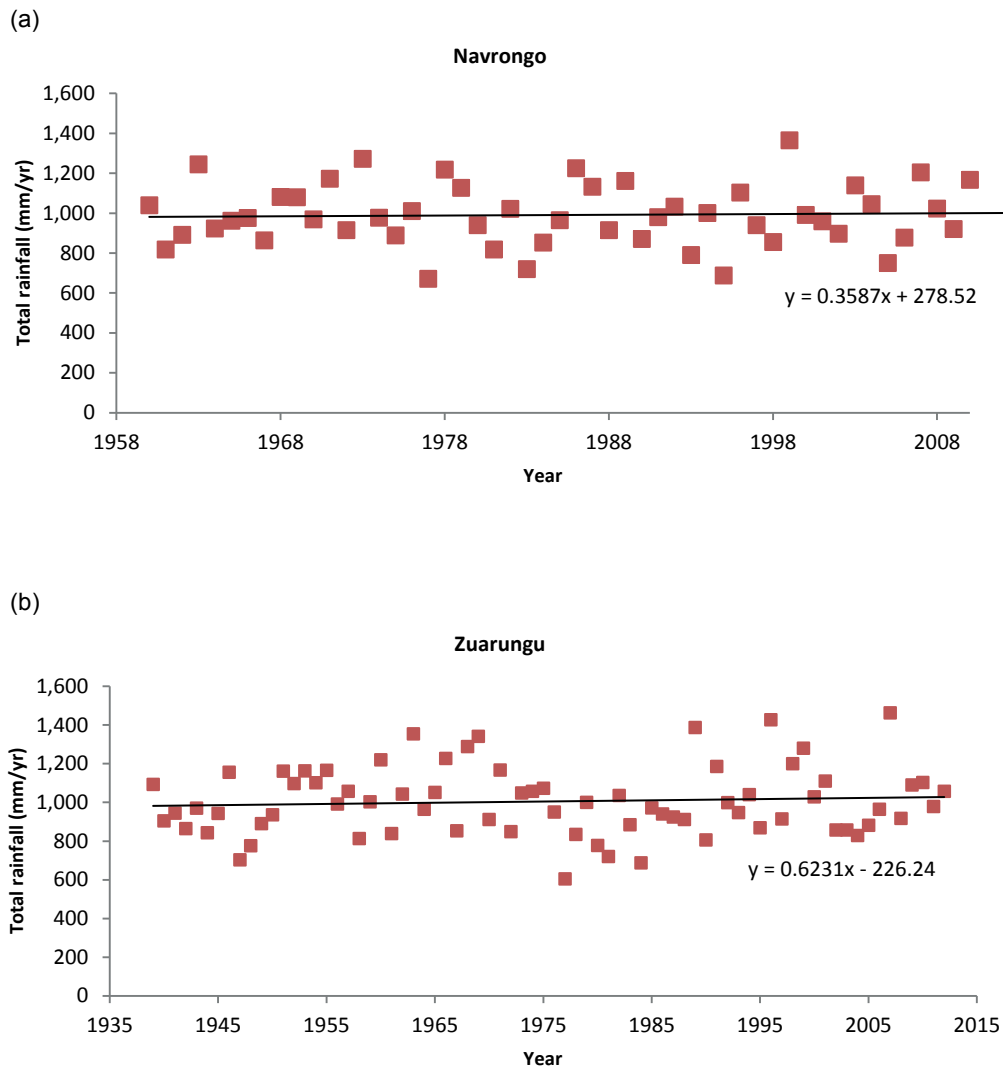 (a)
Navrongo
Total rainfall (mm/yr)
1,600
1,400
1,200
1,000
800
600
400
200
0
y = 0.3587x + 278.52
1958 1968 1978 1988 1998 2008
Year
(b)
Zuarungu
Total rainfall (mm/yr)
1,600
1,400
1,200
1,000
800
600
400
200
0
y = 0.6231x - 226.24
1935 1945 1955 1965 1975 1985 1995 2005 2015
Year